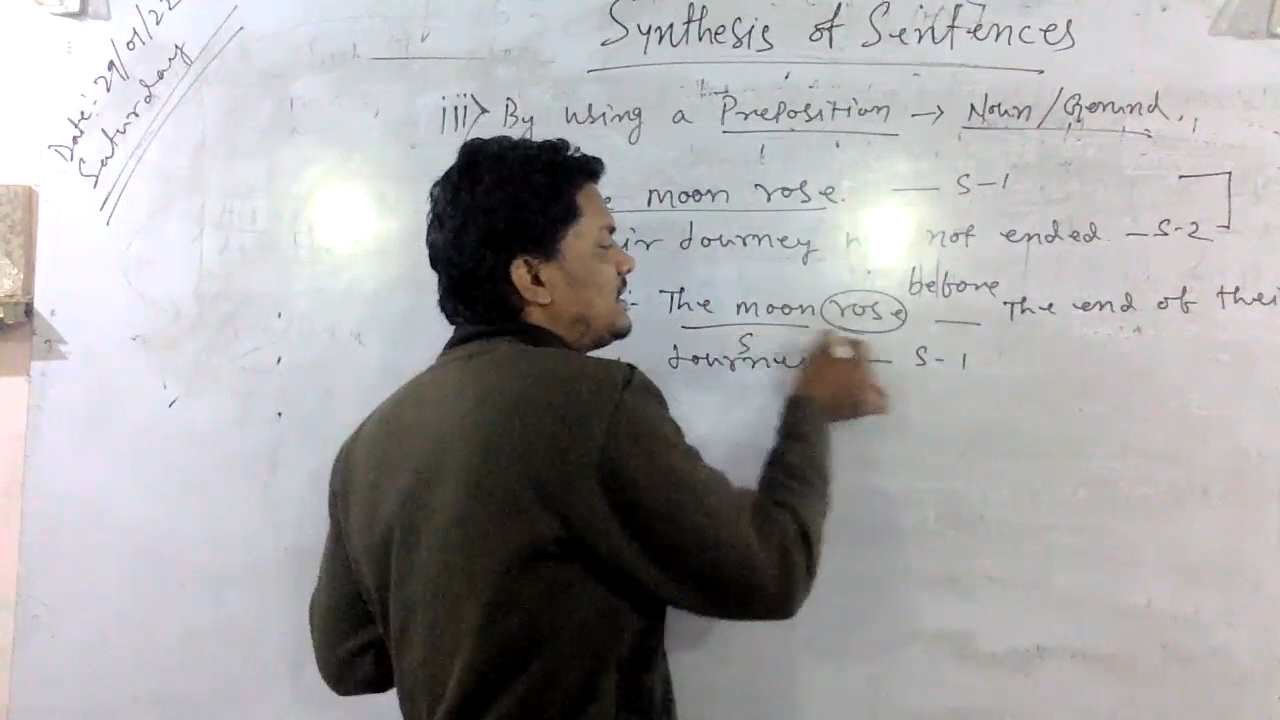 Date: 29/01/22
Saturday
Synthesis of Sentences
iii> By using a Preposition → Noun/Gerund.
moon rose. — S-1
Journey not ended. — S-2
The moon rose before — The end of thei
S
— S-1